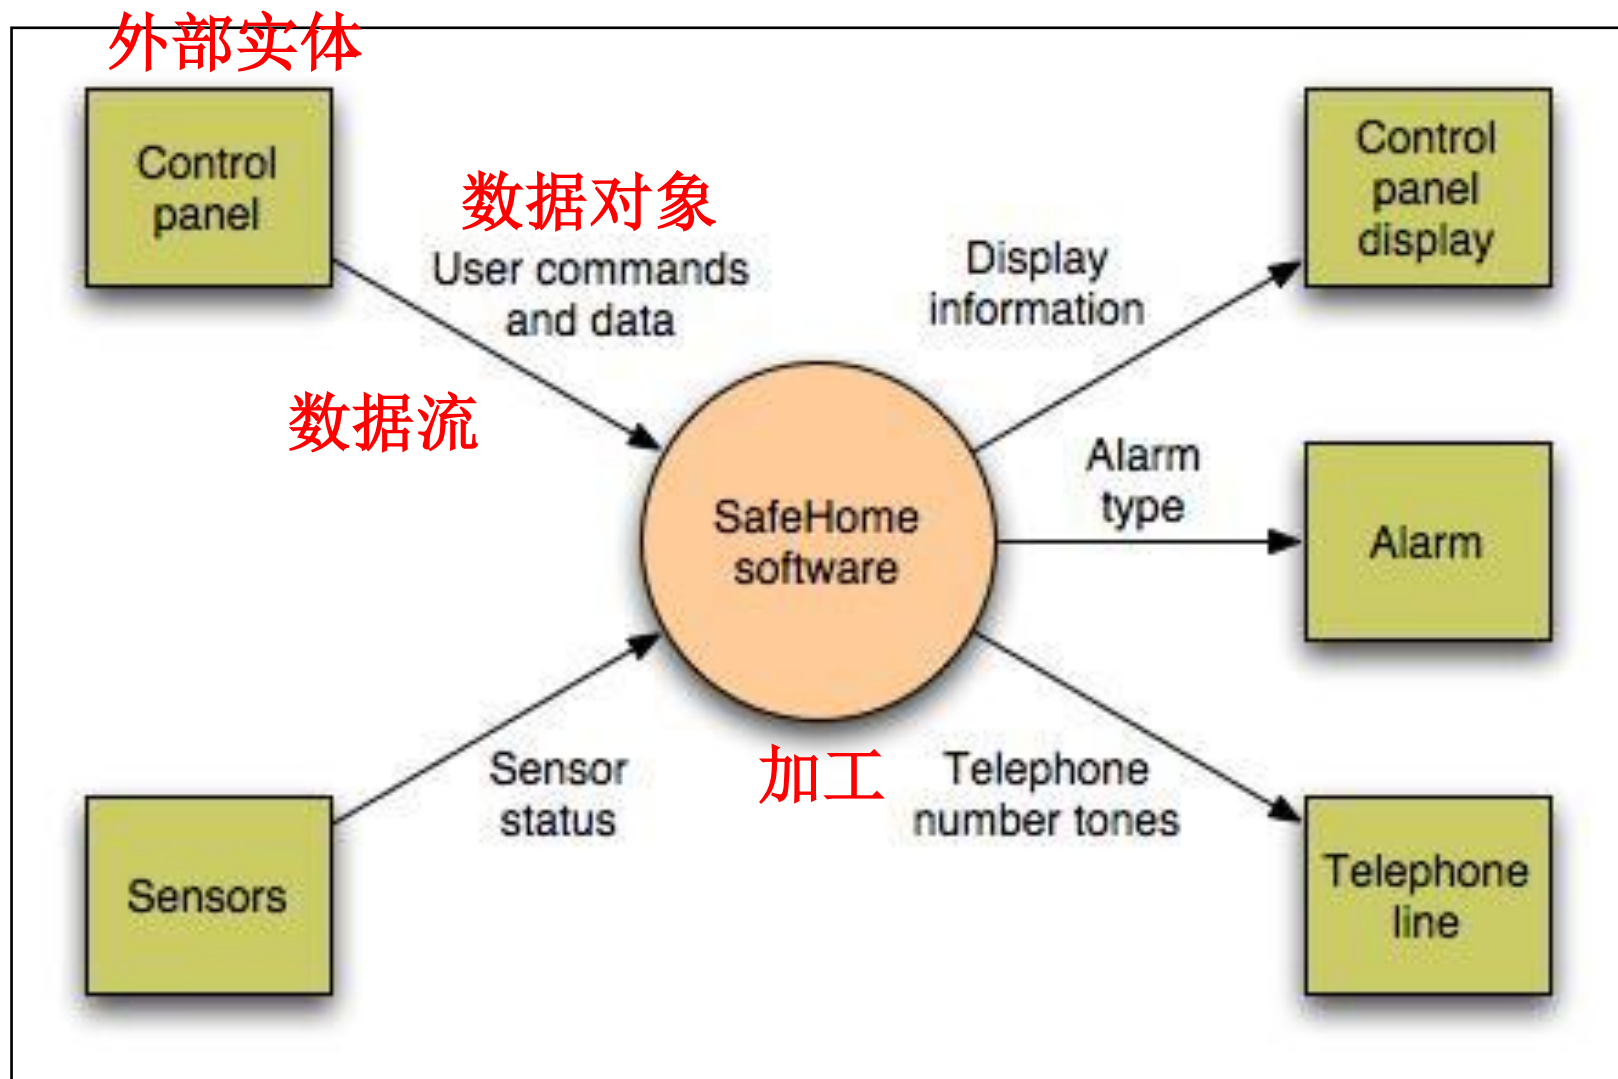 外部实体
Control
panel
数据对象
User commands
and data
数据流
Display
information
Control
panel
display
SafeHome
software
Alarm
type
Alarm
Sensors
Sensor
status
加工
Telephone
number tones
Telephone
line